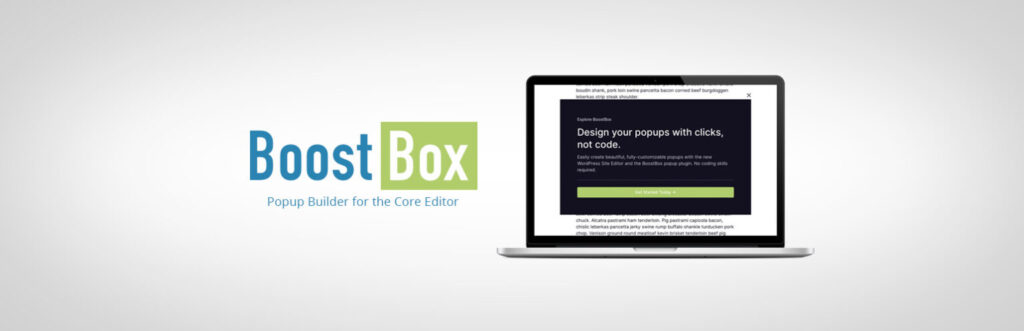 Boost Box
Popup Builder for the Core Editor
boudin shank, pork loin swine pancetta bacon corned beef burgdoggen
leberkas strip steak shoulder.
Explore BoostBox
Design your popups with clicks,
not code.
Easily create beautiful, fully-customizable popups with the new
WordPress Site Editor and the BoostBox popup plugin. No coding skills
required.
Get Started Today
chuck. Alcatra pastrami ham tenderloin. Pig pastrami capicola bacon,
chislic leberkas pancetta jerky swine rump buffalo shankle turducken pork
chop. Venison ground round meatloaf kevin brisket tenderloin beef pig